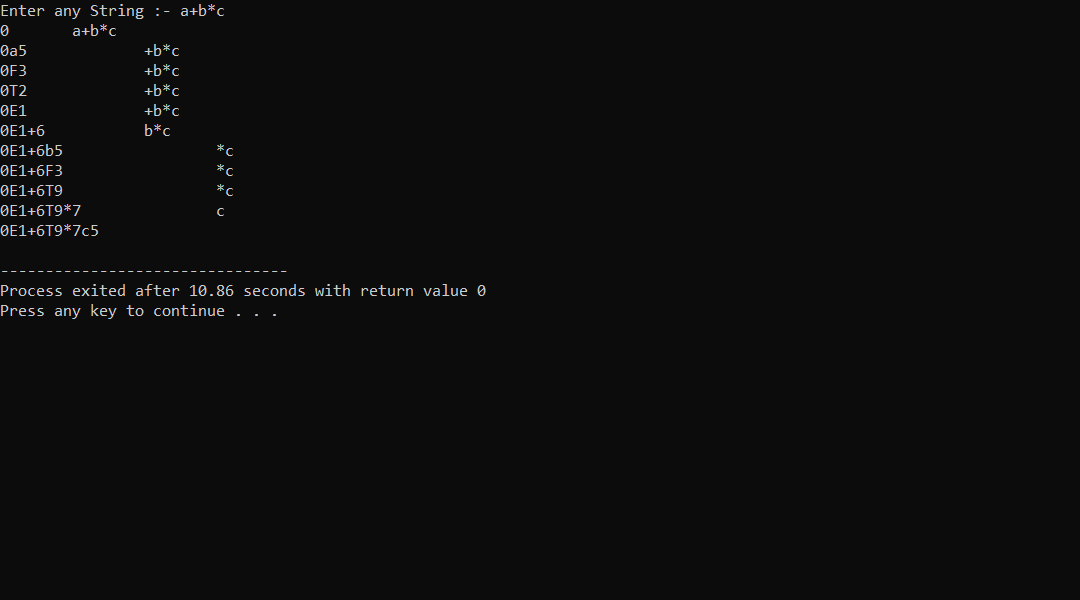 Enter any String :- a+b*c
0       a+b*c
0a5             +b*c
0F3             +b*c
0T2             +b*c
0E1             +b*c
0E1+6           b*c
0E1+6b5                 *c
0E1+6F3                 *c
0E1+6T9                 *c
0E1+6T9*7               c
0E1+6T9*7c5
--------------------------------
Process exited after 10.86 seconds with return value 0
Press any key to continue . . .